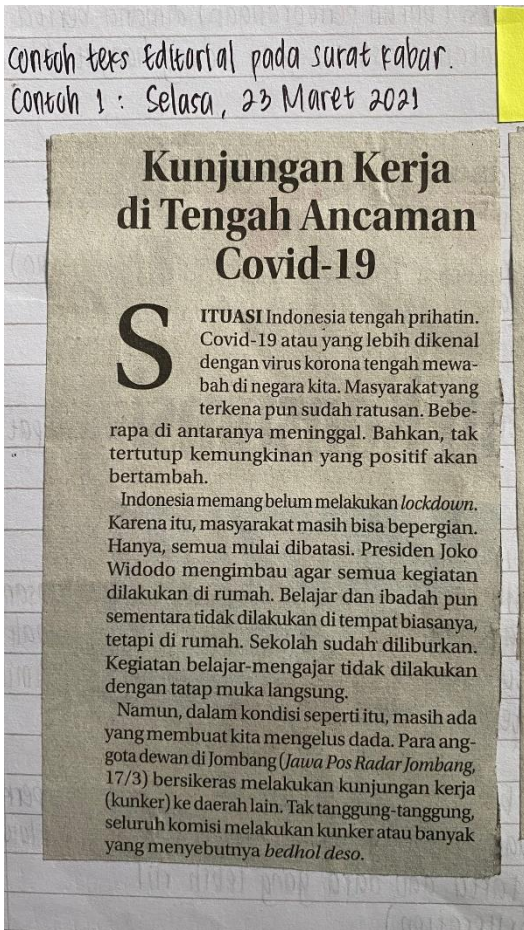 Contoh teks Editorial pada surat kabar.
Contoh 1 : Selasa, 23 Maret 2021
Kunjungan Kerja
di Tengah Ancaman
Covid-19
SITUASI Indonesia tengah prihatin.
Covid-19 atau yang lebih dikenal
dengan virus korona tengah mewa-
bah di negara kita. Masyarakat yang
terkena pun sudah ratusan. Bebe-
rapa di antaranya meninggal. Bahkan, tak
tertutup kemungkinan yang positif akan
bertambah.
Indonesia memang belum melakukan lockdown.
Karena itu, masyarakat masih bisa bepergian.
Hanya, semua mulai dibatasi. Presiden Joko
Widodo mengimbau agar semua kegiatan
dilakukan di rumah. Belajar dan ibadah pun
sementara tidak dilakukan di tempat biasanya,
tetapi di rumah. Sekolah sudah diliburkan.
Kegiatan belajar-mengajar tidak dilakukan
dengan tatap muka langsung.
Namun, dalam kondisi seperti itu, masih ada
yang membuat kita mengelus dada. Para ang-
gota dewan di Jombang (Jawa Pos Radar Jombang,
17/3) bersikeras melakukan kunjungan kerja
(kunker) ke daerah lain. Tak tanggung-tanggung,
seluruh komisi melakukan kunker atau banyak
yang menyebutnya bedhol deso.